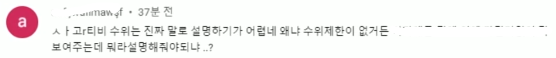 a
• 37분 전
ㅅㅏ고r티 수위는 진짜 말로 설명하기가 어렵네 왜냐 수위제한이 없거든
보여주는데 뭐라설명해줘야되냐 ..?